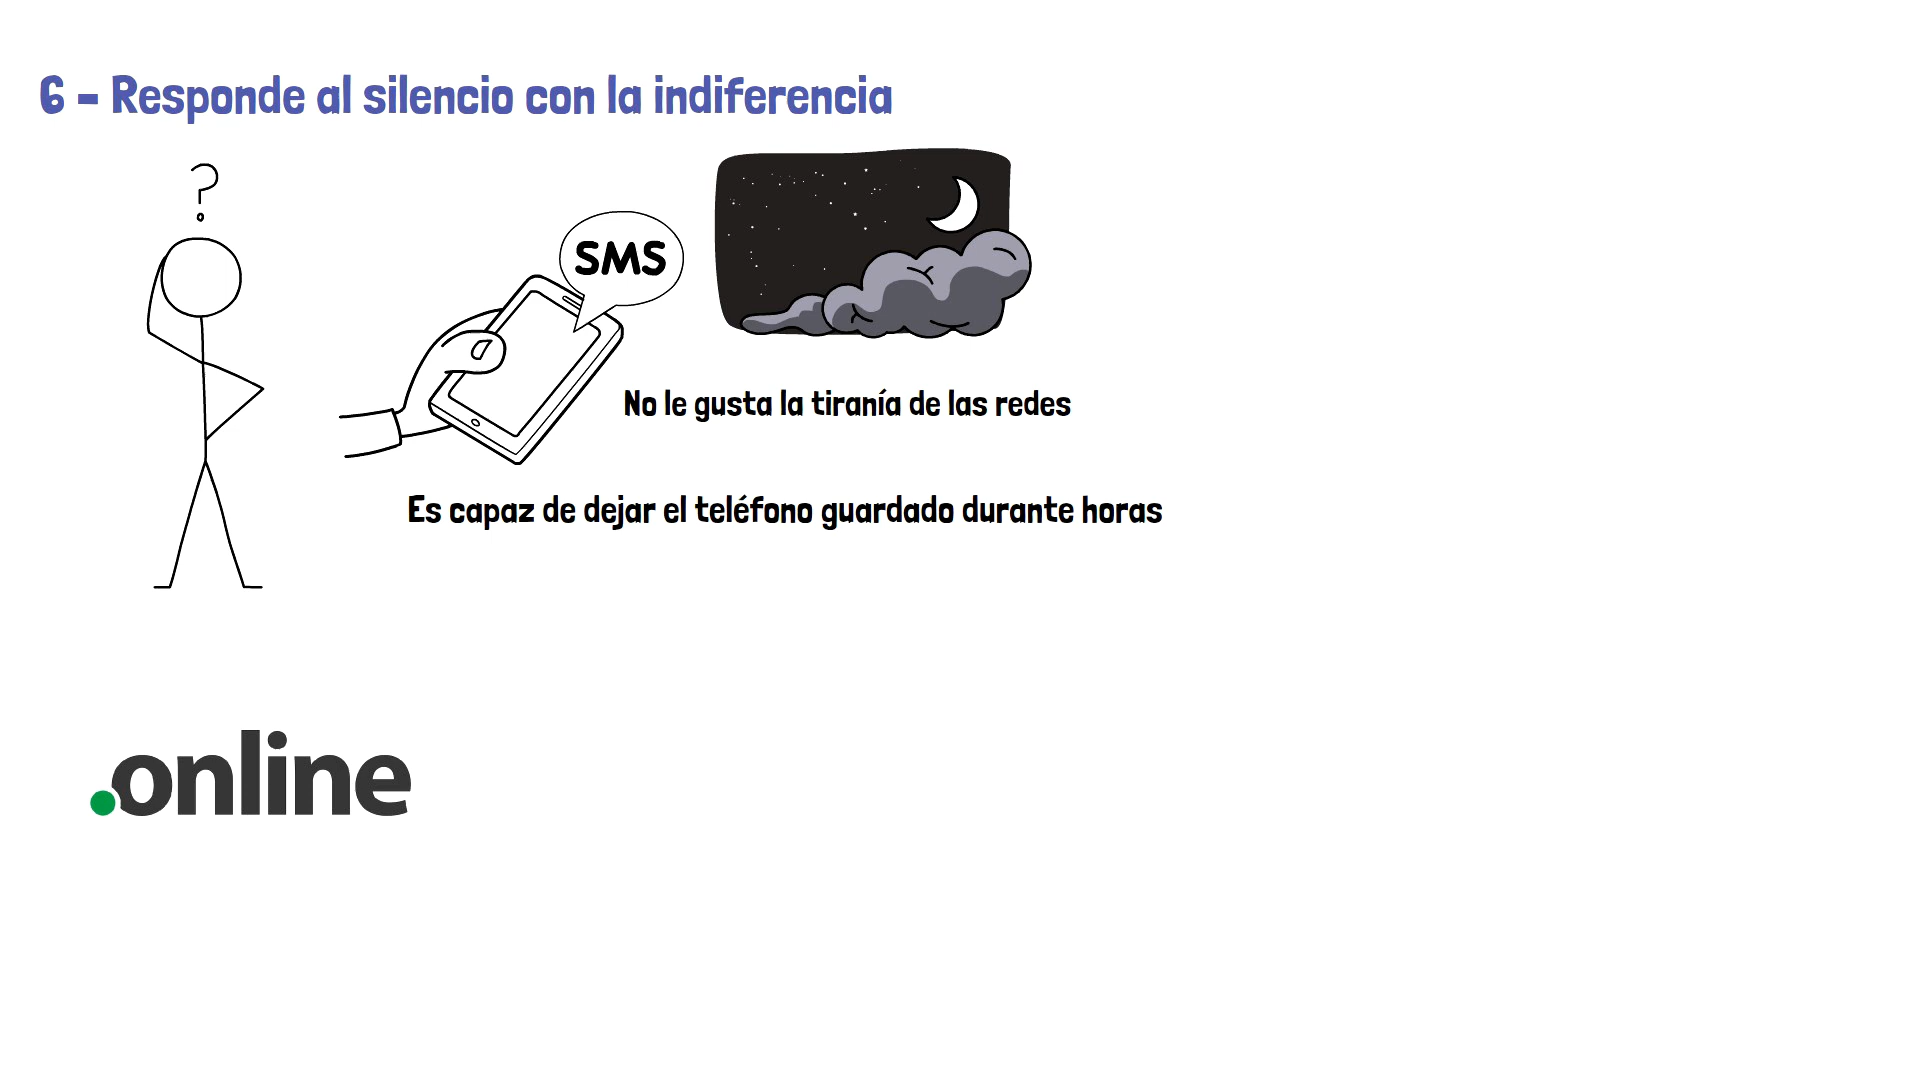 6 - Responde al silencio con la indiferencia
?
SMS
No le gusta la tiranía de las redes
Es capaz de dejar el teléfono guardado durante horas
.online